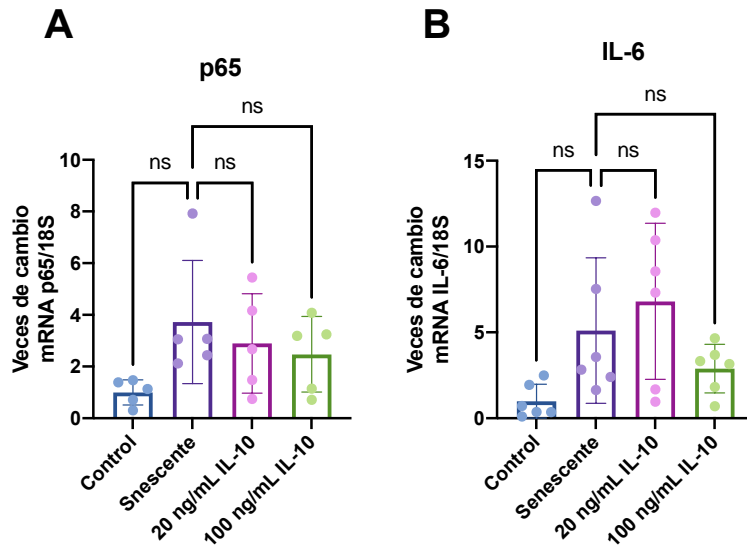 A
p65
ns
ns
ns
10
8
6
4
2
0
Veces de cambio
mRNA p65/18S
Control
Snescente
20 ng/mL IL-10
100 ng/mL IL-10
B
IL-6
ns
ns
ns
15
10
5
0
Veces de cambio
mRNA IL-6/18S
Control
Senescente
20 ng/mL IL-10
100 ng/mL IL-10